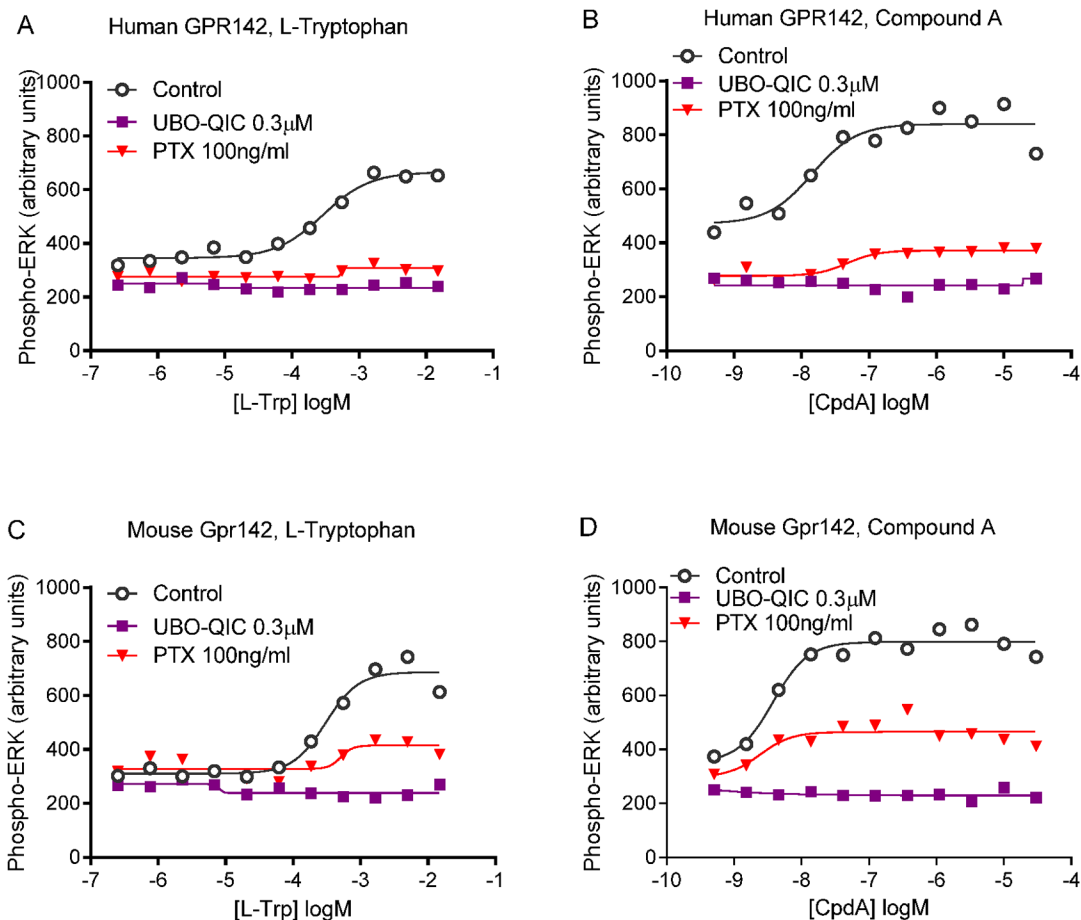 A
Human GPR142, L-Tryptophan
Control
UBO-QIC 0.3μM
PTX 100ng/ml
Phospho-ERK (arbitrary units)
1000
800
600
400
200
0
-7 -6 -5 -4 -3 -2 -1
[L-Trp] logM
B
Human GPR142, Compound A
Control
UBO-QIC 0.3μM
PTX 100ng/ml
Phospho-ERK (arbitrary units)
1000
800
600
400
200
0
-10 -9 -8 -7 -6 -5 -4
[CpdA] logM
C
Mouse Gpr142, L-Tryptophan
Control
UBO-QIC 0.3μM
PTX 100ng/ml
Phospho-ERK (arbitrary units)
1000
800
600
400
200
0
-7 -6 -5 -4 -3 -2 -1
[L-Trp] logM
D
Mouse Gpr142, Compound A
Control
UBO-QIC 0.3μM
PTX 100ng/ml
Phospho-ERK (arbitrary units)
1000
800
600
400
200
0
-10 -9 -8 -7 -6 -5 -4
[CpdA] logM